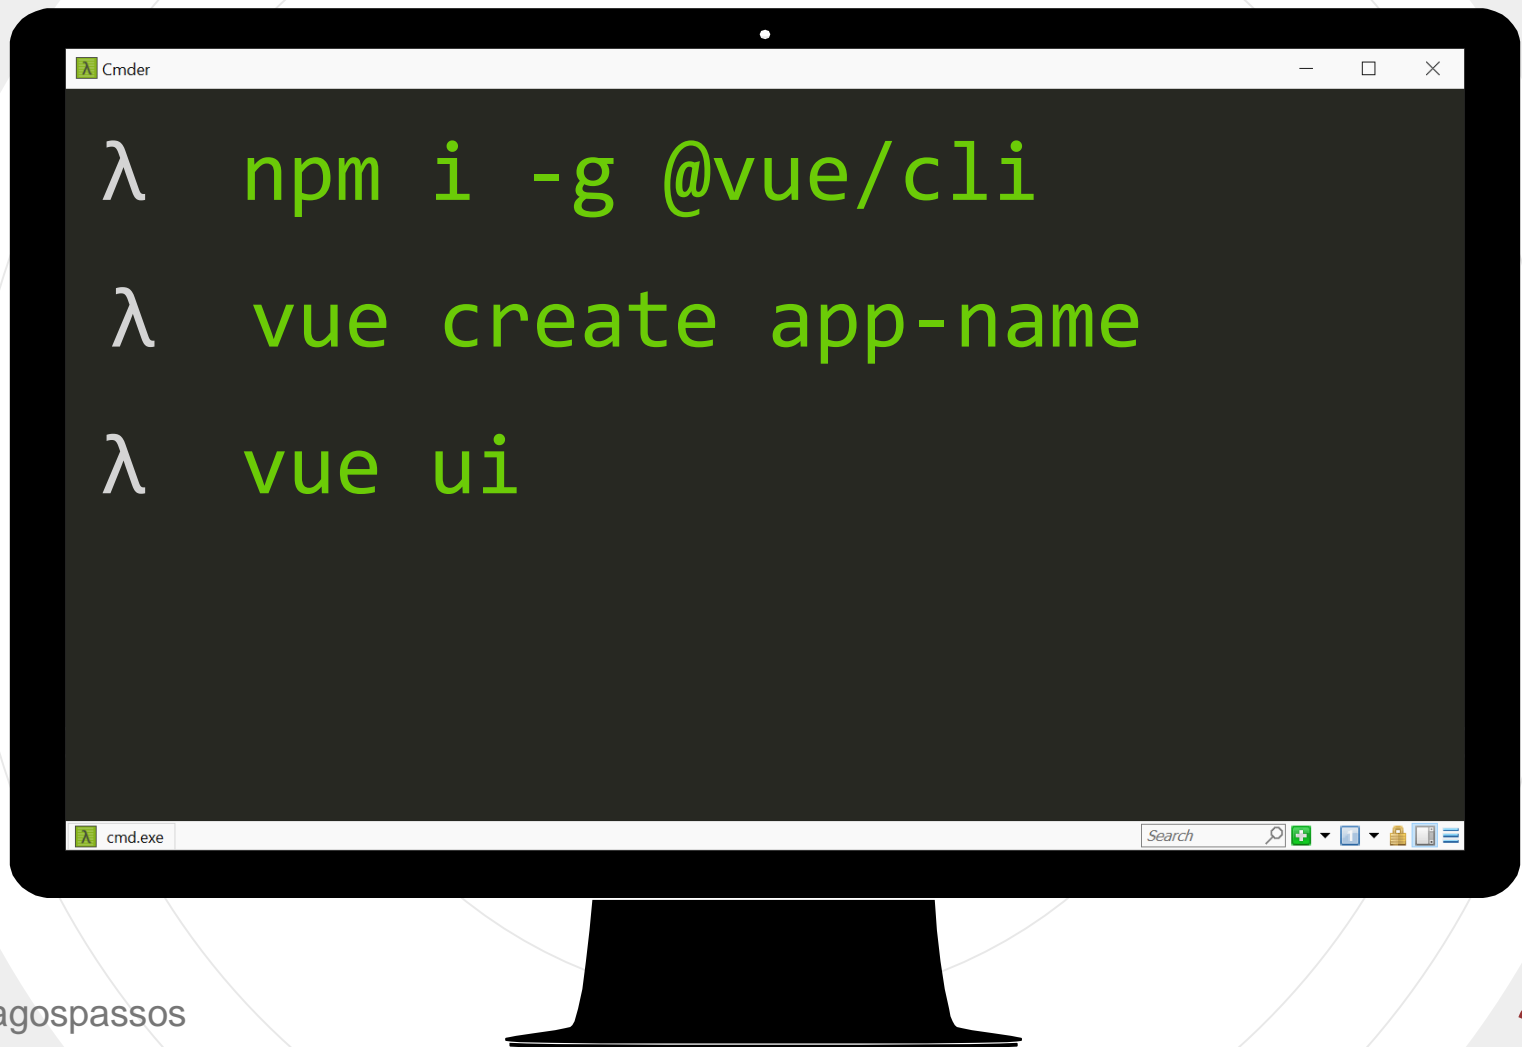 λ Cmder
λ npm i -g @vue/cli
λ vue create app-name
λ vue ui
λ cmd.exe
Search
agospassos